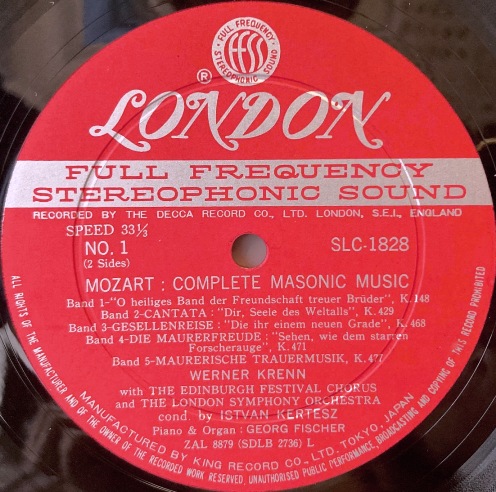 FULL FREQUENCY
FFSS
STEREOPHONIC SOUND
®
LONDON
FULL FREQUENCY
STEREOPHONIC SOUND
RECORDED BY THE DECCA RECORD CO., LTD. LONDON, S.E.I., ENGLAND
SPEED 33⅓
NO. 1
SLC-1828
(2 Sides)
MOZART : COMPLETE MASONIC MUSIC
Band 1-"O heiliges Band der Freundschaft treuer Brüder", K. 148
Band 2-CANTATA : "Dir, Seele des Weltalls", K. 429
Band 3-GESELLENREISE : "Die ihr einem neuen Grade", K. 468
Band 4-DIE MAURERFREUDE : "Sehen, wie dem starren
Forscherauge", K. 471
Band 5-MAURERISCHE TRAUERMUSIK, K. 477
WERNER KRENN
with THE EDINBURGH FESTIVAL CHORUS
and THE LONDON SYMPHONY ORCHESTRA
cond. by ISTVAN KERTESZ
Piano & Organ : GEORG FISCHER
ZAL 8879 (SDLB 2736) L
MANUFACTURED BY KING RECORD CO., LTD. TOKYO, JAPAN
ALL RIGHTS OF THE MANUFACTURER AND OF THE OWNER OF THE RECORDED WORK RESERVED. UNAUTHORISED PUBLIC PERFORMANCE, BROADCASTING AND COPYING OF THIS RECORD PROHIBITED